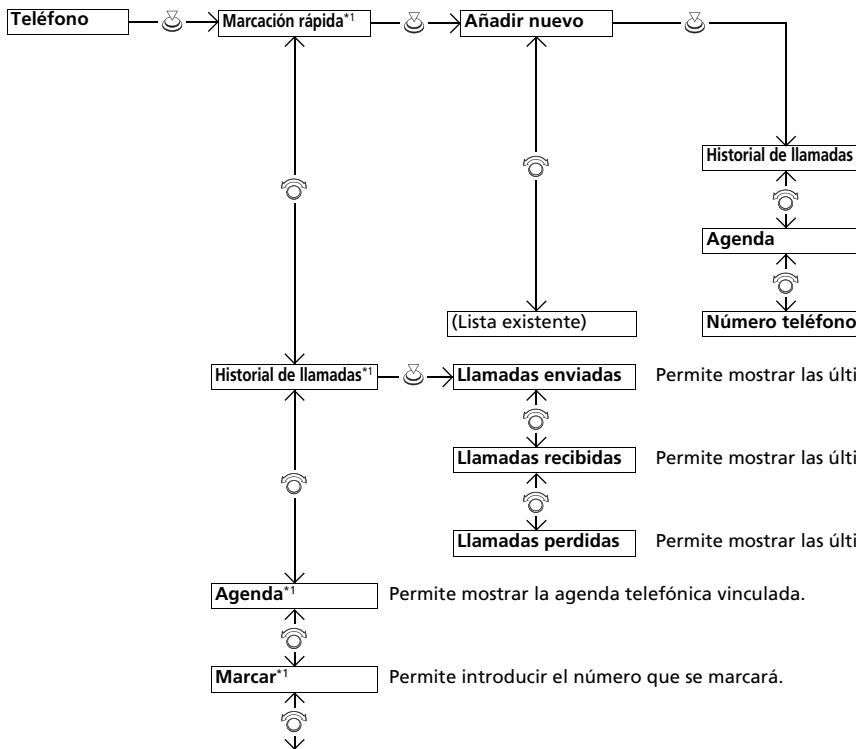 Teléfono
Marcación rápida*1
Añadir nuevo
Historial de llamadas
Agenda
(Lista existente)
Número teléfono
Historial de llamadas*1
Llamadas enviadas
Permite mostrar las últi
Llamadas recibidas
Permite mostrar las últi
Llamadas perdidas
Permite mostrar las últi
Agenda*1
Permite mostrar la agenda telefónica vinculada.
Marcar*1
Permite introducir el número que se marcará.